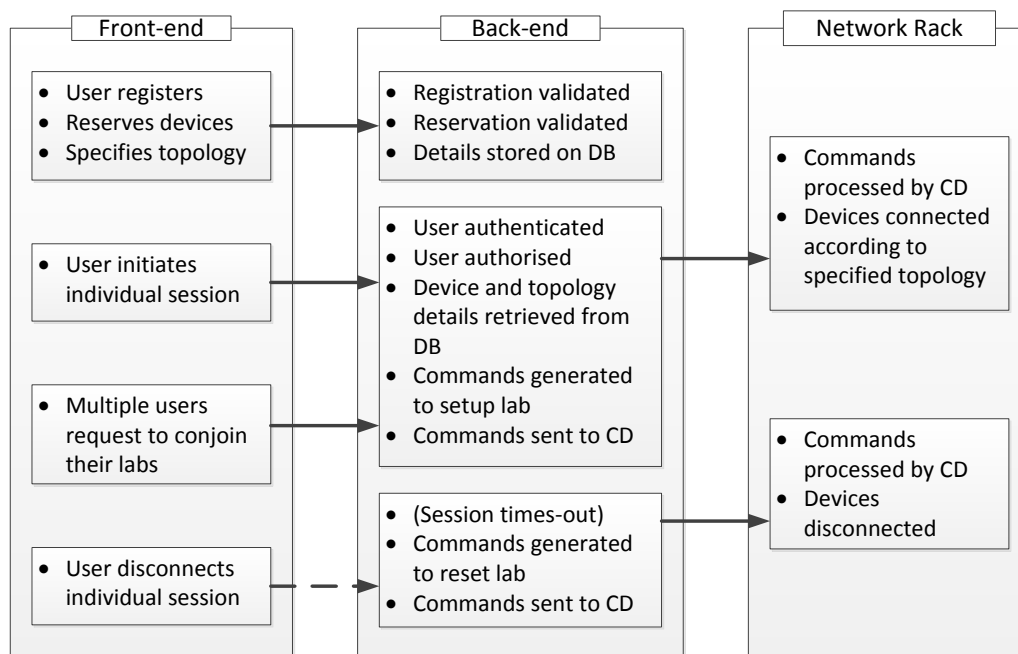 Front-end
• User registers
• Reserves devices
• Specifies topology
• User initiates
individual session
• Multiple users
request to conjoin
their labs
• User disconnects
individual session
Back-end
• Registration validated
• Reservation validated
• Details stored on DB
• User authenticated
• User authorised
• Device and topology
details retrieved from
DB
• Commands generated
to setup lab
• Commands sent to CD
• (Session times-out)
• Commands generated
to reset lab
• Commands sent to CD
Network Rack
• Commands
processed by CD
• Devices connected
according to
specified topology
• Commands
processed by CD
• Devices
disconnected